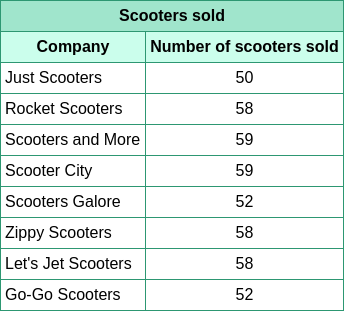 Scooters sold
Company Number of scooters sold
Just Scooters 50
Rocket Scooters 58
Scooters and More 59
Scooter City 59
Scooters Galore 52
Zippy Scooters 58
Let's Jet Scooters 58
Go-Go Scooters 52